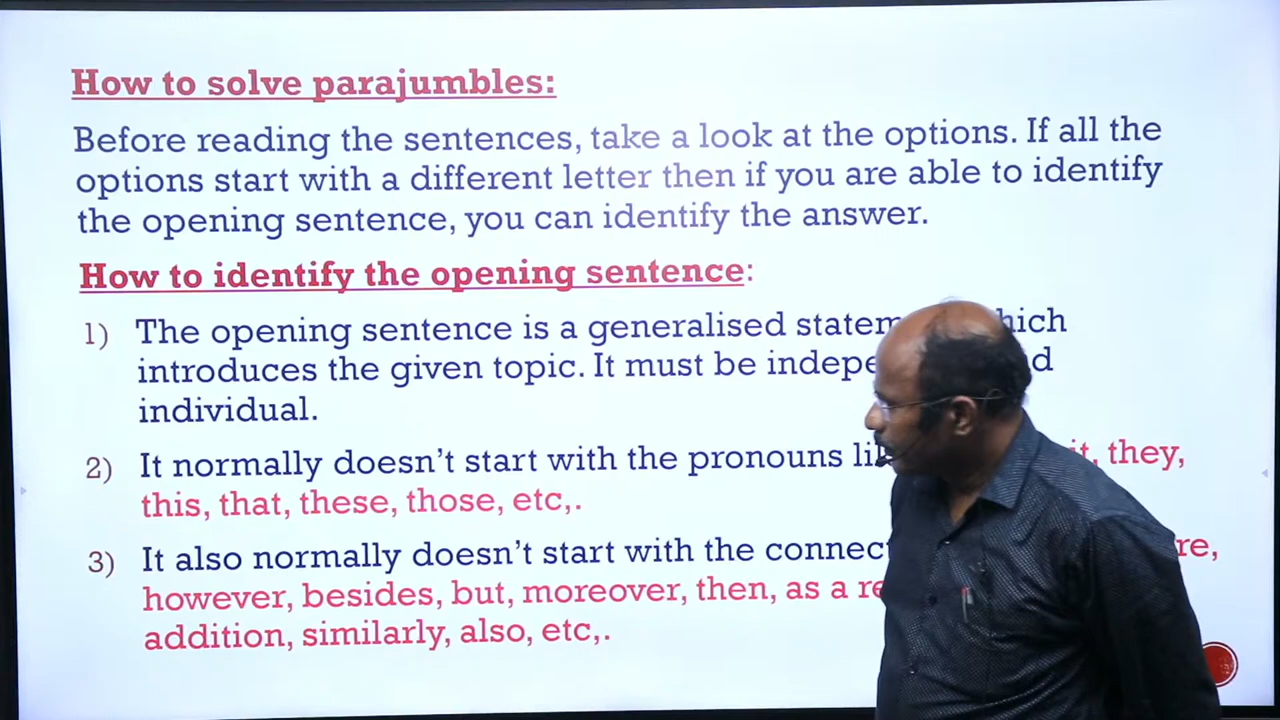 How to solve parajumbles:
Before reading the sentences, take a look at the options. If all the
options start with a different letter then if you are able to identify
the opening sentence, you can identify the answer.
How to identify the opening sentence:
1) The opening sentence is a generalised statem hich
introduces the given topic. It must be indepe d
individual.
2) It normally doesn't start with the pronouns li it, they,
this, that, these, those, etc,.
3) It also normally doesn't start with the connec re,
however, besides, but, moreover, then, as a re
addition, similarly, also, etc,.